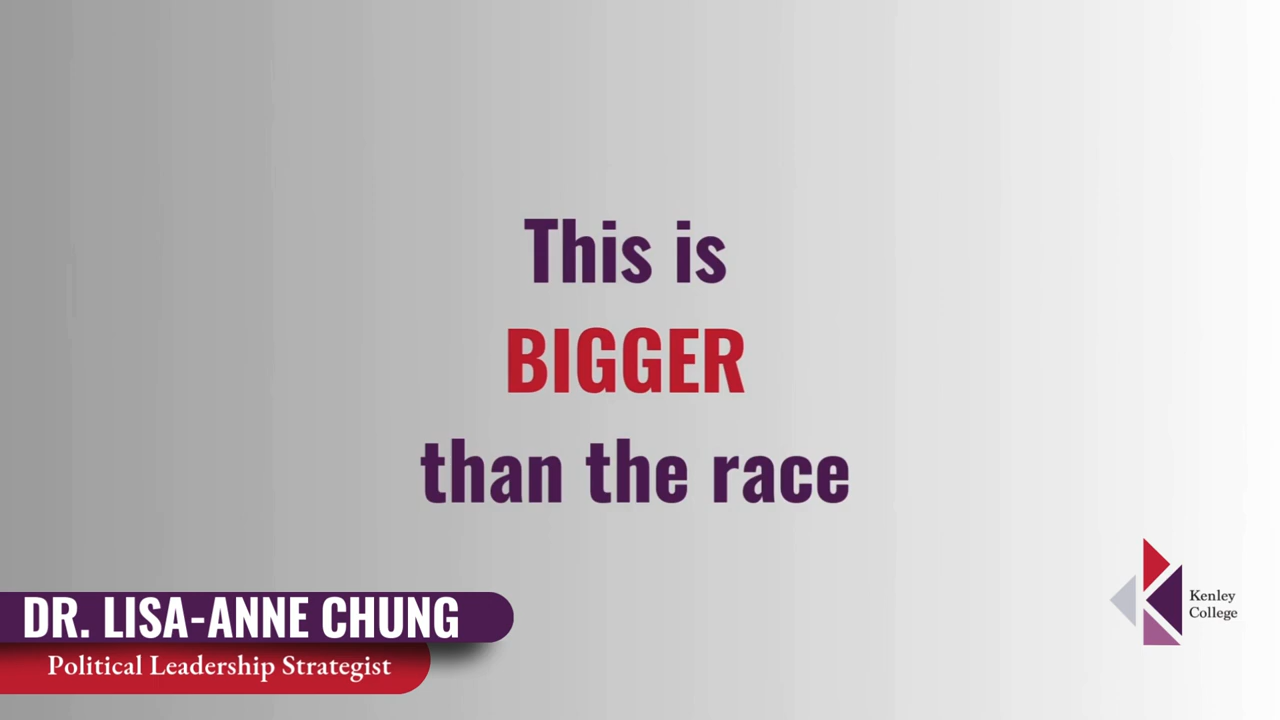 This is
BIGGER
than the race
DR. LISA-ANNE CHUNG
Political Leadership Strategist
Kenley
College